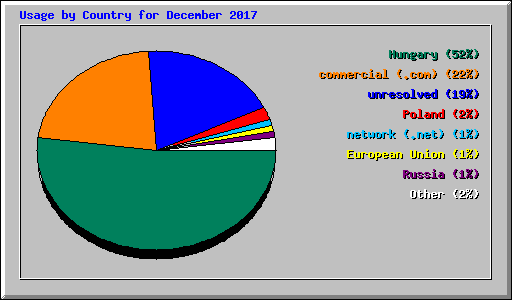 Usage by Country for December 2017
Hungary (52%)
commercial (.com) (22%)
unresolved (19%)
Poland (2%)
network (.net) (1%)
European Union (1%)
Russia (1%)
Other (2%)